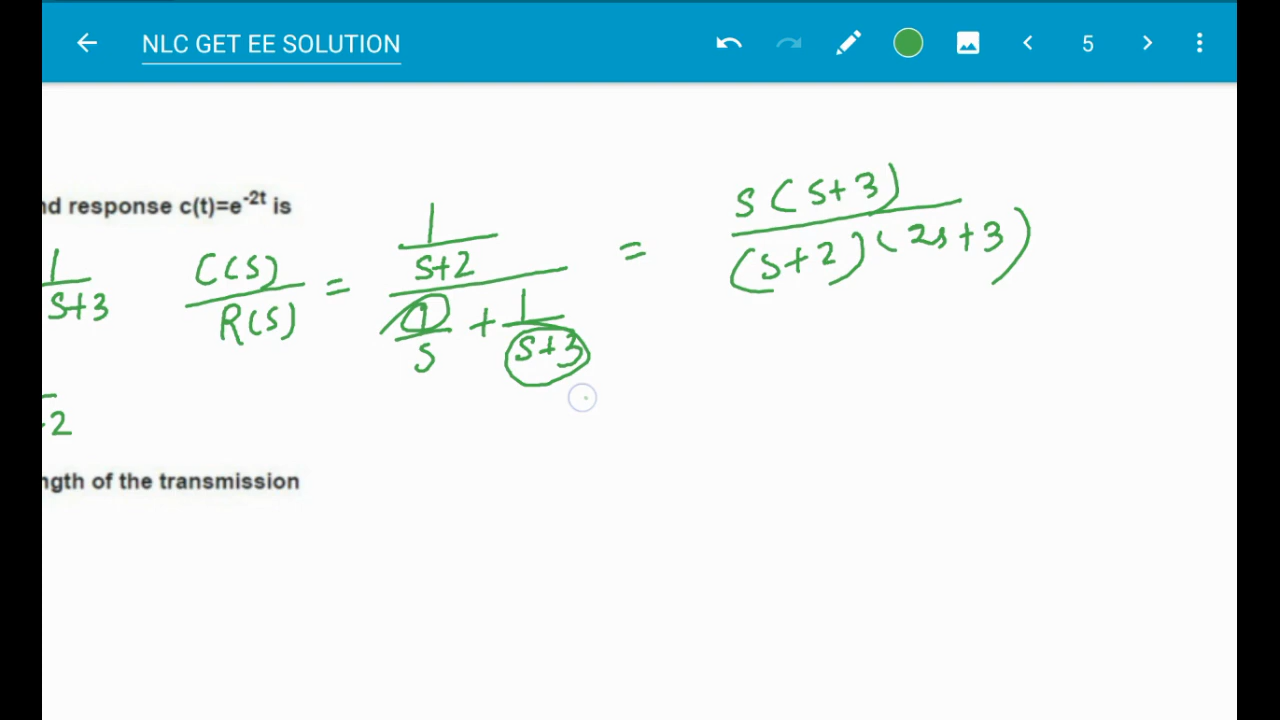 NLC GET EE SOLUTION
5
nd response c(t)=e^-2t is
1/(s+3) C(S)/R(S) = (1/(s+2))/(1/s + 1/(s+3)) = s(s+3)/((s+2)(2s+3))
2
ngth of the transmission